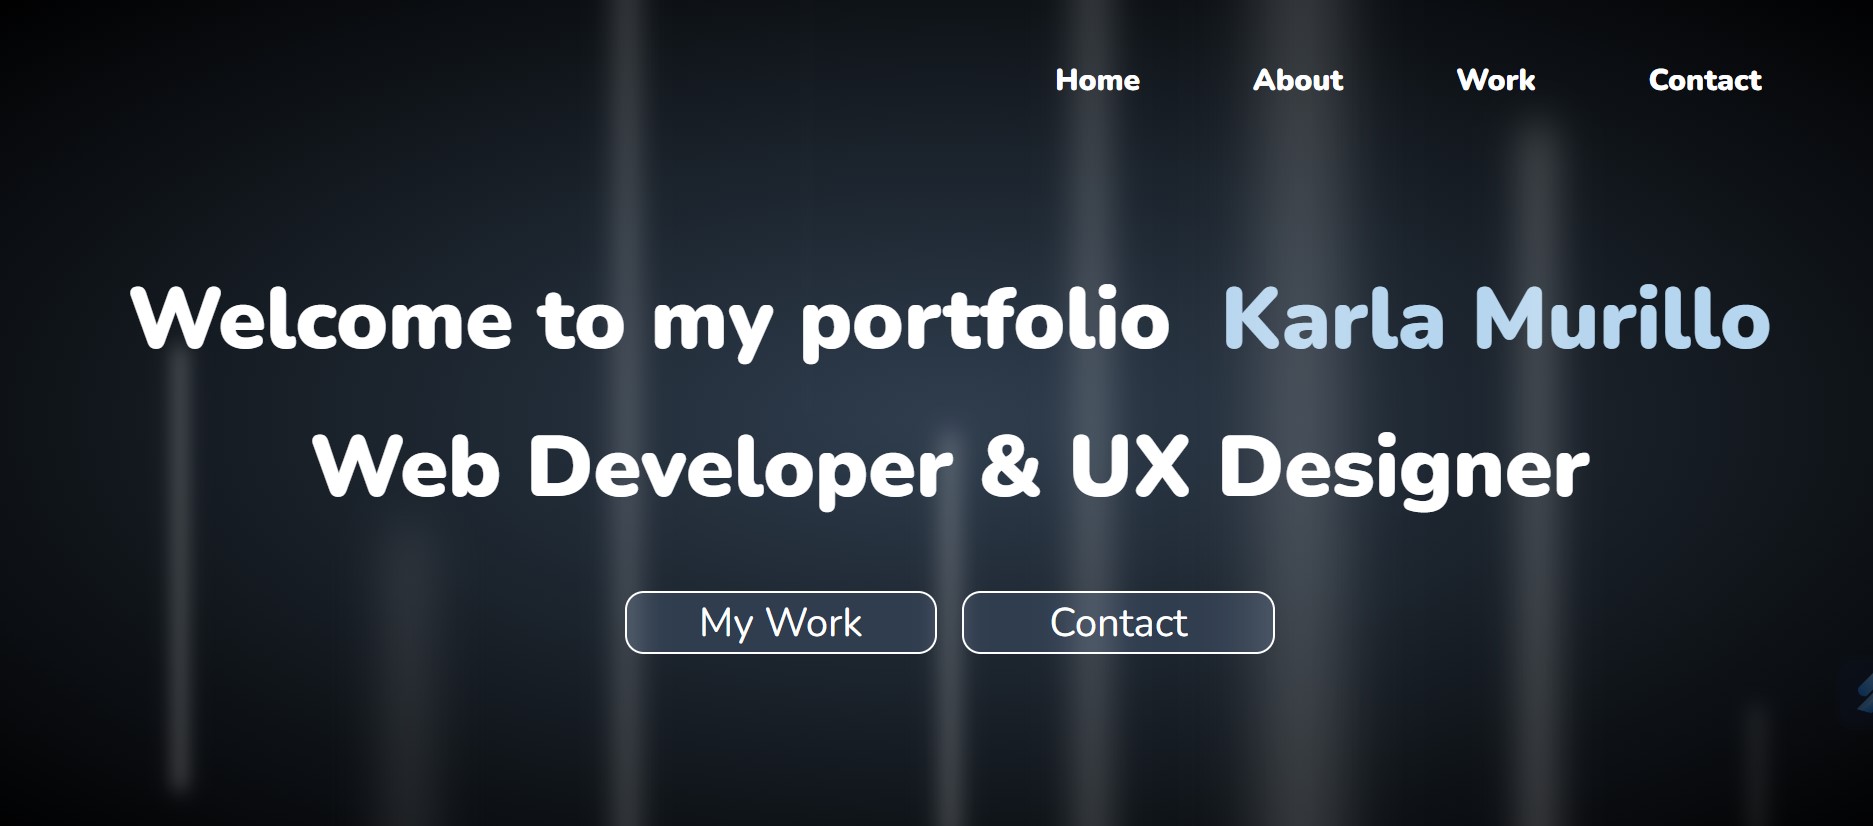 Home About Work Contact
Welcome to my portfolio Karla Murillo
Web Developer & UX Designer
My Work Contact